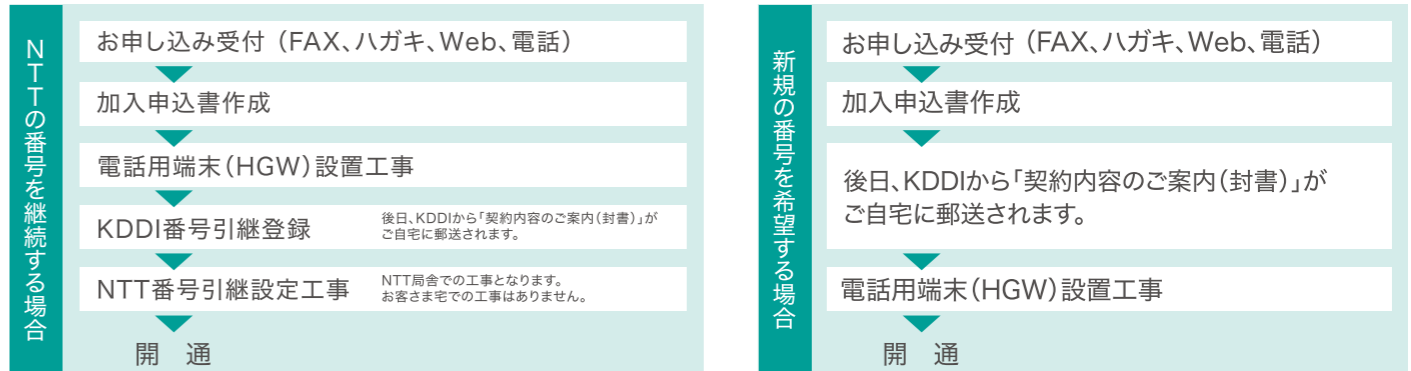 NTTの番号を継続する場合
お申し込み受付（FAX、ハガキ、Web、電話）
加入申込書作成
電話用端末（HGW）設置工事
KDDI番号引継登録
後日、KDDIから「契約内容のご案内（封書）」が
ご自宅に郵送されます。
NTT番号引継設定工事
NTT局舎での工事となります。
お客さま宅での工事はありません。
開　通
新規の番号を希望する場合
お申し込み受付（FAX、ハガキ、Web、電話）
加入申込書作成
後日、KDDIから「契約内容のご案内（封書）」が
ご自宅に郵送されます。
電話用端末（HGW）設置工事
開　通